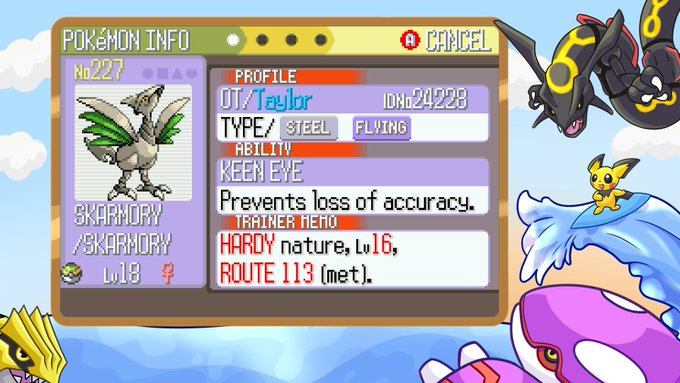 POKéMON INFO
A CANCEL
No227
PROFILE
OT/Taylor
IDNo24228
TYPE/ STEEL FLYING
ABILITY
KEEN EYE
Prevents loss of accuracy.
SKARMORY
/SKARMORY
Lv18 ♀
TRAINER MEMO
HARDY nature, Lv16,
ROUTE 113 (met).